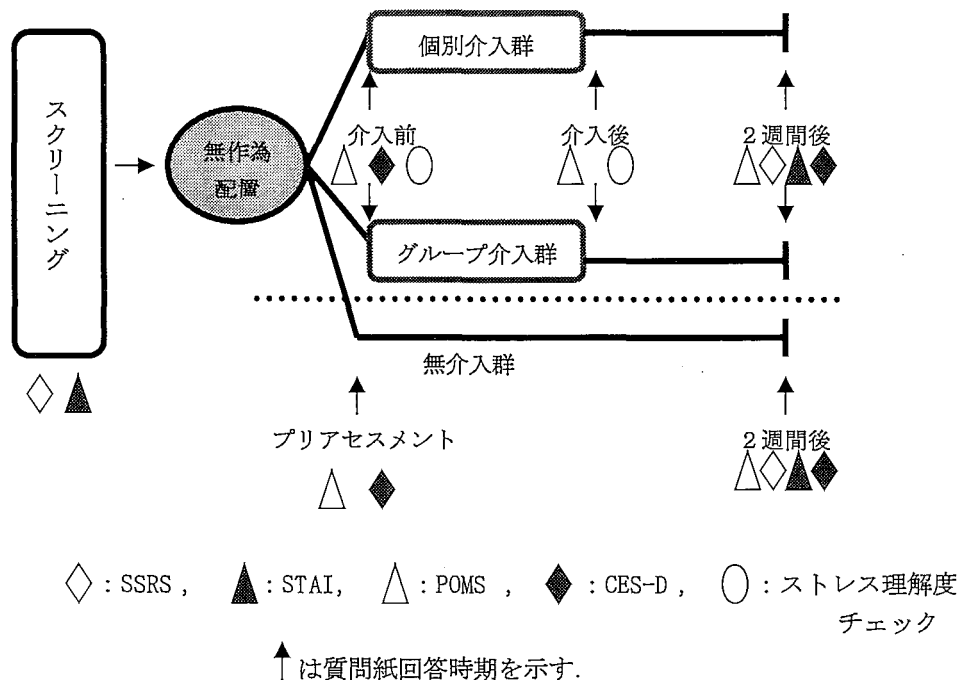 個別介入群
スクリーニング
無作為
配置
介入前
介入後
2週間後
グループ介入群
無介入群
プリアセスメント
2週間後
:SSRS , :STAI, :POMS , :CES-D , :ストレス理解度
チェック
は質問紙回答時期を示す.